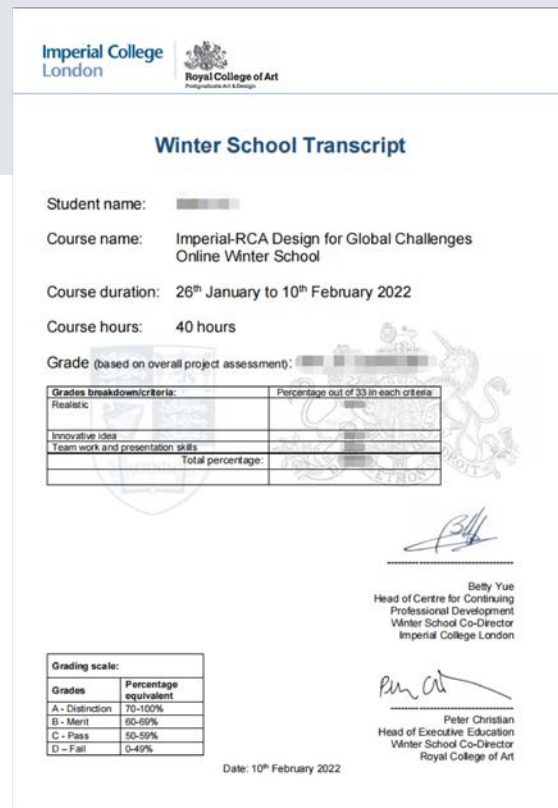 Imperial College
London
Royal College of Art
Postgraduate Art & Design
Winter School Transcript
Student name:
Course name: Imperial-RCA Design for Global Challenges
Online Winter School
Course duration: 26th January to 10th February 2022
Course hours: 40 hours
Grade (based on overall project assessment):
Grades breakdown/criteria: Percentage out of 33 in each criteria
Realistic
Innovative idea
Team work and presentation skills
Total percentage:
Betty Yue
Head of Centre for Continuing
Professional Development
Winter School Co-Director
Imperial College London
Grading scale:
Grades Percentage equivalent
A - Distinction 70-100%
B - Merit 60-69%
C - Pass 50-59%
D – Fail 0-49%
Peter Christian
Head of Executive Education
Winter School Co-Director
Royal College of Art
Date: 10th February 2022